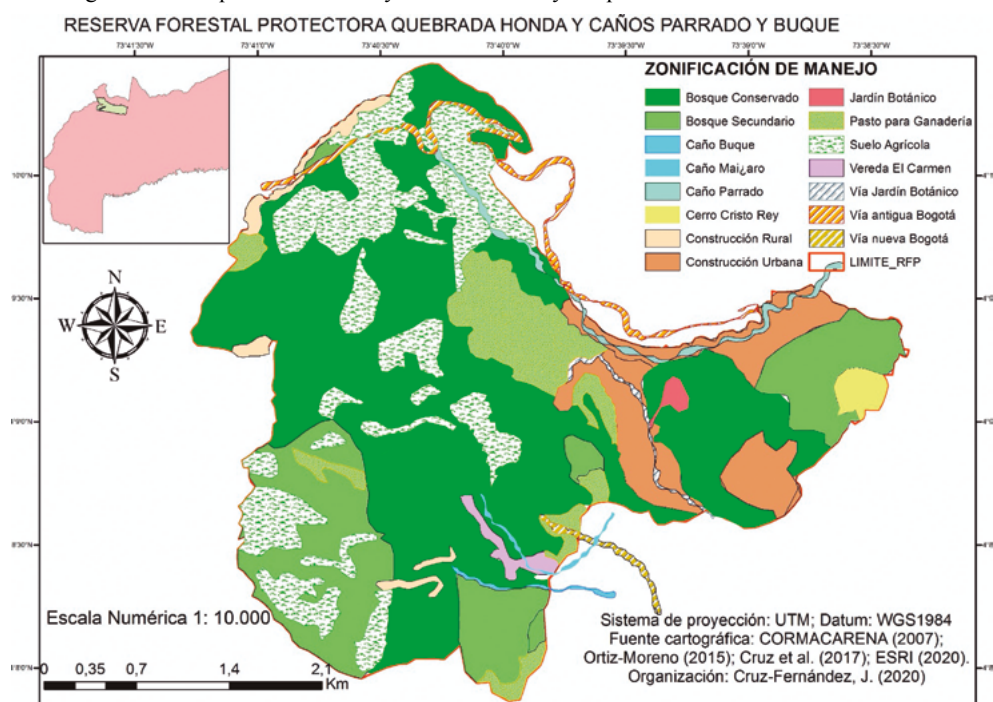 RESERVA FORESTAL PROTECTORA QUEBRADA HONDA Y CAÑOS PARRADO Y BUQUE
73°41'30"W 73°41'0"W 73°40'30"W 73°40'0"W 73°39'30"W 73°39'0"W 73°38'30"W
ZONIFICACIÓN DE MANEJO
Bosque Conservado
Bosque Secundario
Caño Buque
Caño Mai¿aro
Caño Parrado
Cerro Cristo Rey
Construcción Rural
Construcción Urbana
Jardín Botánico
Pasto para Ganadería
Suelo Agrícola
Vereda El Carmen
Vía Jardín Botánico
Vía antigua Bogotá
Vía nueva Bogotá
LIMITE_RFP
N
W E
S
Escala Numérica 1: 10.000
0 0,35 0,7 1,4 2,1
Km
Sistema de proyección: UTM; Datum: WGS1984
Fuente cartográfica: CORMACARENA (2007);
Ortiz-Moreno (2015); Cruz et al. (2017); ESRI (2020).
Organización: Cruz-Fernández, J. (2020)